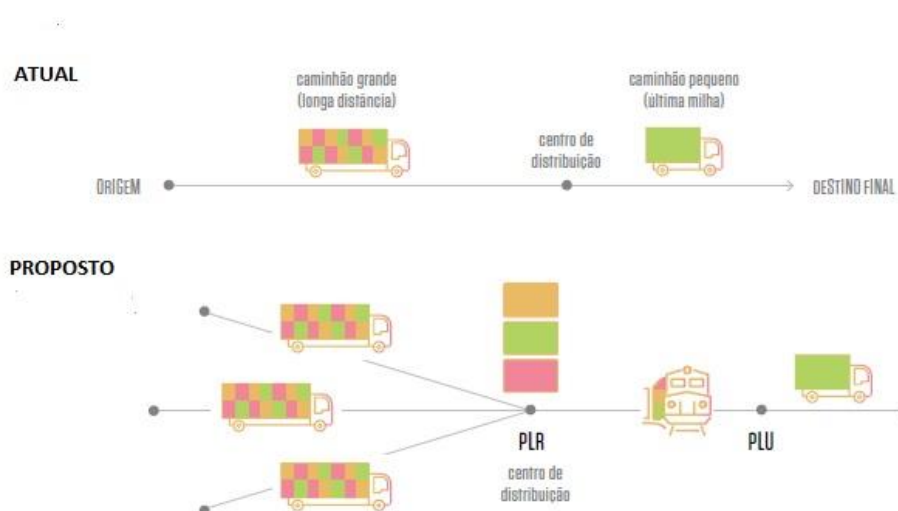 ATUAL
caminhão grande
(longa distância)
caminhão pequeno
(última milha)
centro de
distribuição
ORIGEM
DESTINO FINAL
PROPOSTO
PLR
PLU
centro de
distribuição